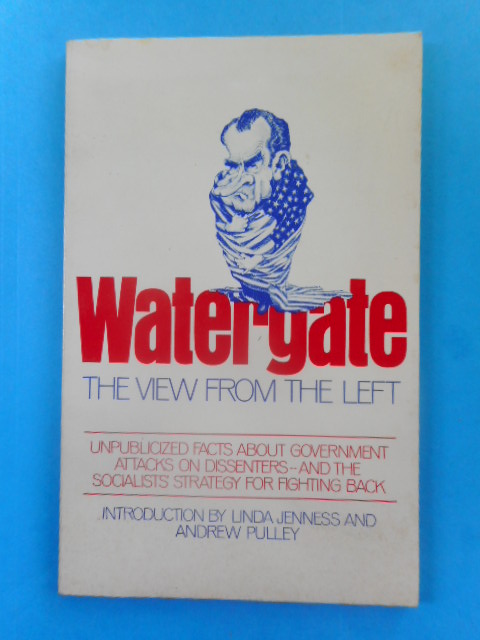 Watergate
THE VIEW FROM THE LEFT
UNPUBLICIZED FACTS ABOUT GOVERNMENT
ATTACKS ON DISSENTERS--AND THE
SOCIALISTS' STRATEGY FOR FIGHTING BACK
INTRODUCTION BY LINDA JENNESS AND
ANDREW PULLEY